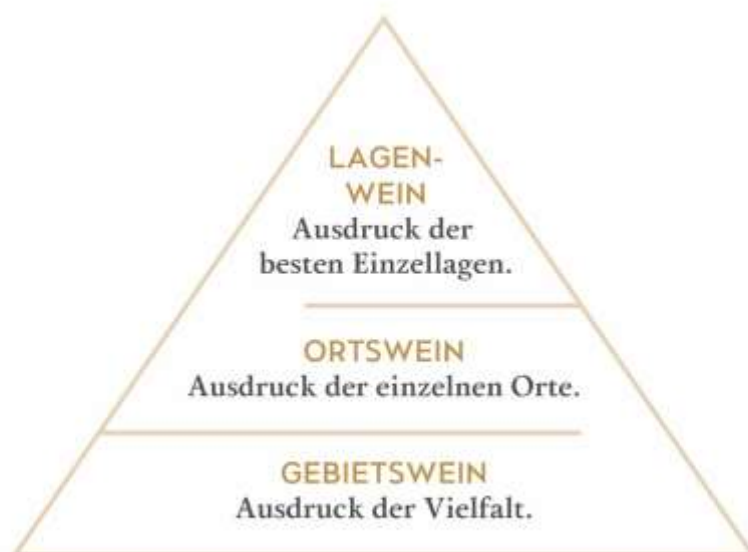 LAGEN-
WEIN
Ausdruck der
besten Einzellagen.
ORTSWEIN
Ausdruck der einzelnen Orte.
GEBIETSWEIN
Ausdruck der Vielfalt.